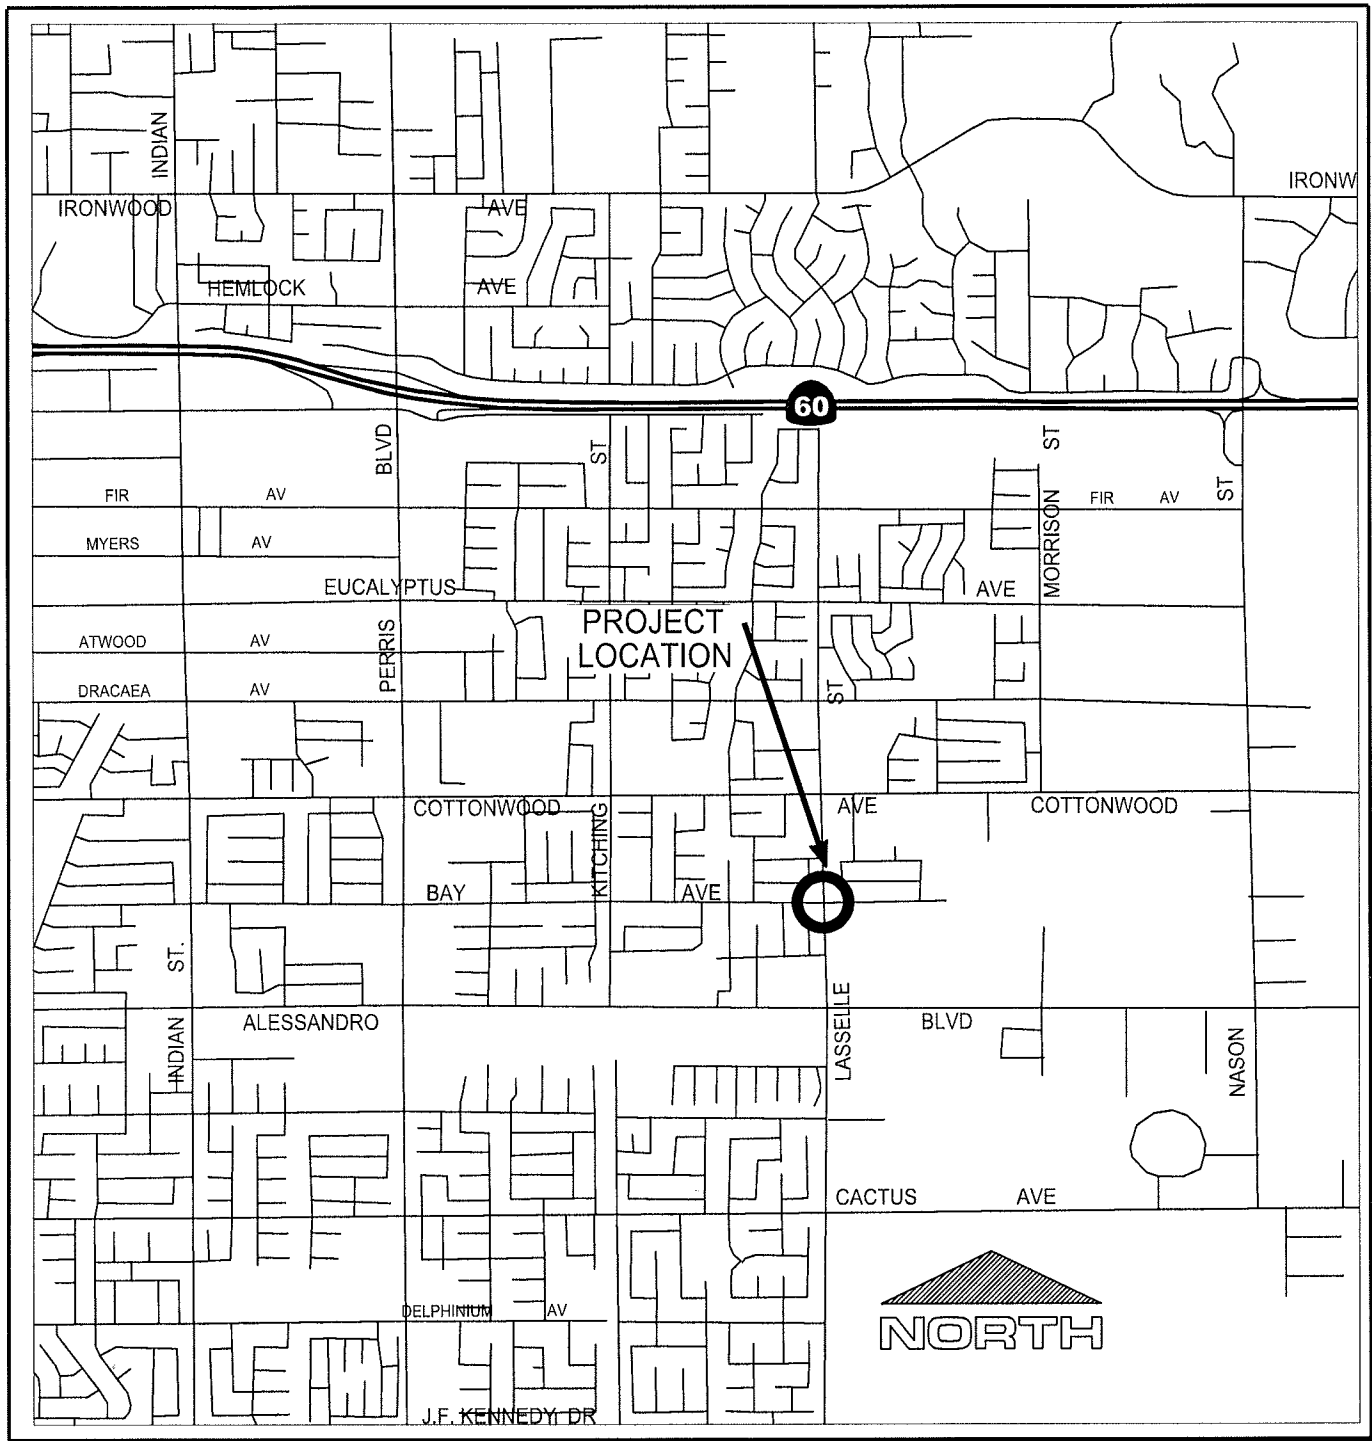 INDIAN
IRONW
IRONWOOD
AVE
HEMLOCK
AVE
60
BLVD
ST
ST
ST
FIR
AV
FIR
AV
MYERS
AV
MORRISON
EUCALYPTUS
AVE
PROJECT
LOCATION
ATWOOD
AV
PERRIS
DRACAEA
AV
ST
COTTONWOOD
AVE
COTTONWOOD
KITCHING
BAY
AVE
ST.
INDIAN
ALESSANDRO
LASSELLE
BLVD
NASON
CACTUS
AVE
DELPHINIUM
AV
NORTH
J.F. KENNEDY DR